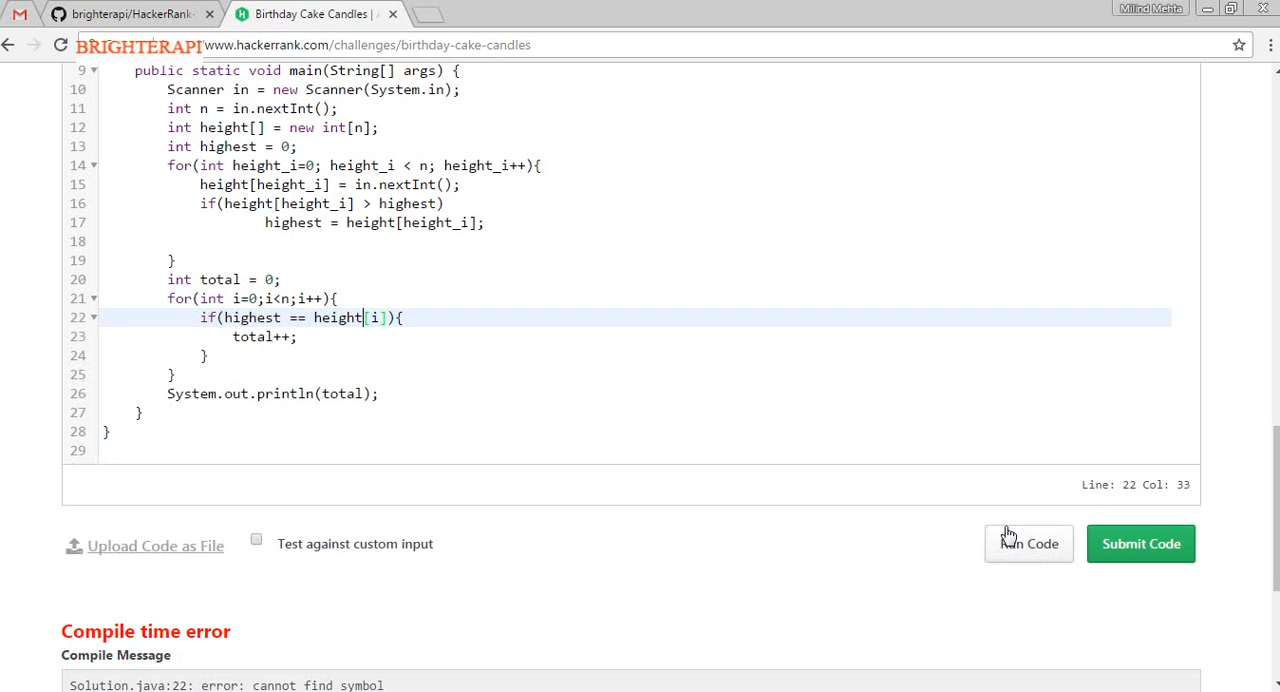 brighterapi/HackerRank-
Birthday Cake Candles | A
Milind Mehta
BRIGHTERAPI
www.hackerrank.com/challenges/birthday-cake-candles
9 public static void main(String[] args) {
10 Scanner in = new Scanner(System.in);
11 int n = in.nextInt();
12 int height[] = new int[n];
13 int highest = 0;
14 for(int height_i=0; height_i < n; height_i++){
15 height[height_i] = in.nextInt();
16 if(height[height_i] > highest)
17 highest = height[height_i];
18
19 }
20 int total = 0;
21 for(int i=0;i<n;i++){
22 if(highest == height[i]){
23 total++;
24 }
25 }
26 System.out.println(total);
27 }
28 }
29
Line: 22 Col: 33
Upload Code as File
Test against custom input
Run Code
Submit Code
Compile time error
Compile Message
Solution.java:22: error: cannot find symbol